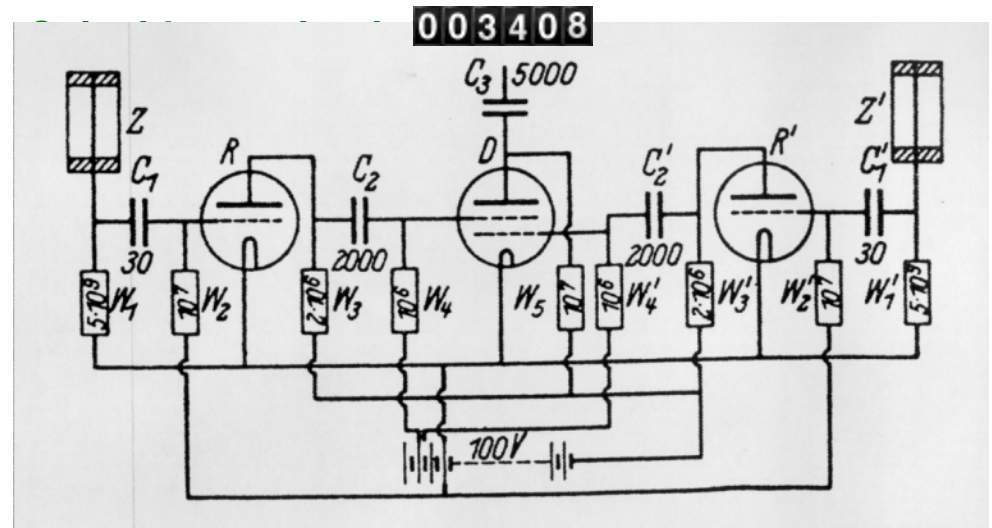 003408
C₃ 5000
Z
C₁
R
C₂
D
C₂'
R'
C₁'
Z'
30
2000
2000
30
5·10⁹ W₁
10⁷ W₂
2·10⁶ W₃
10⁶ W₄
W₅ 10⁷
10⁶ W₄'
2·10⁶ W₃'
W₂' 10⁷
W₁' 5·10⁹
100V